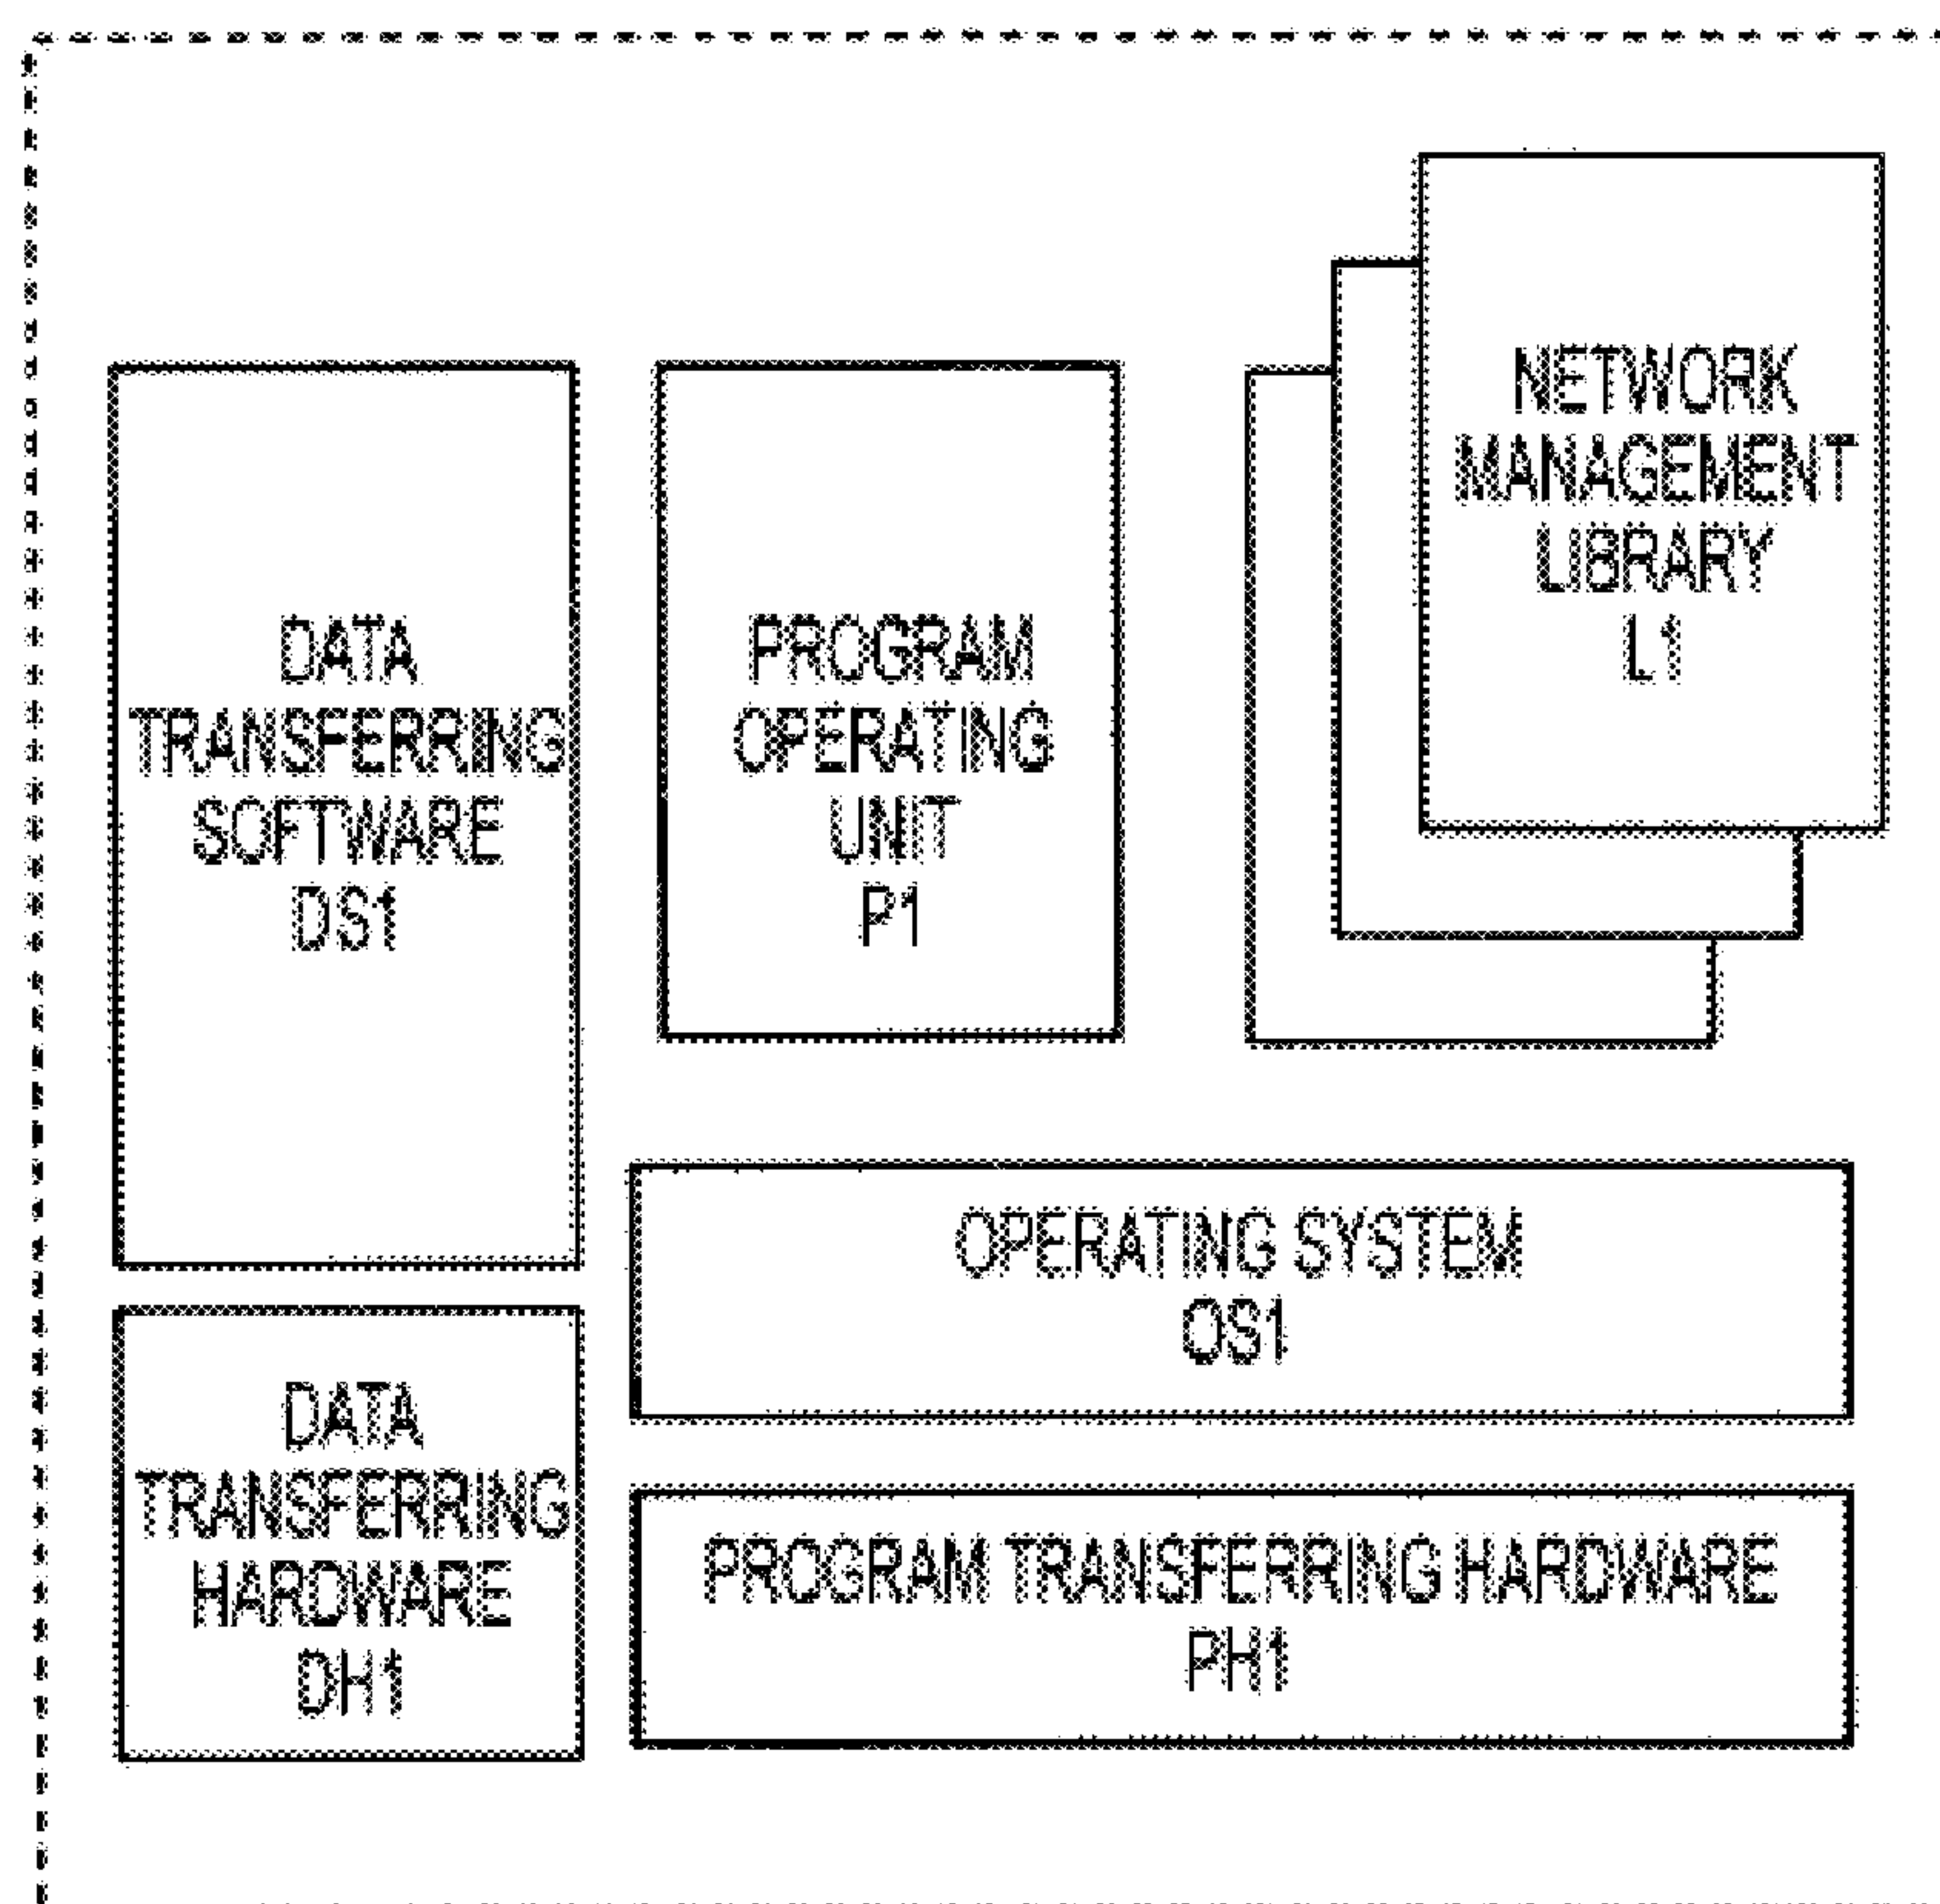 NETWORK
MANAGEMENT
LIBRARY
L1
DATA
TRANSFERRING
SOFTWARE
DS1
PROGRAM
OPERATING
UNIT
P1
OPERATING SYSTEM
OS1
DATA
TRANSFERRING
HARDWARE
DH1
PROGRAM TRANSFERRING HARDWARE
PH1